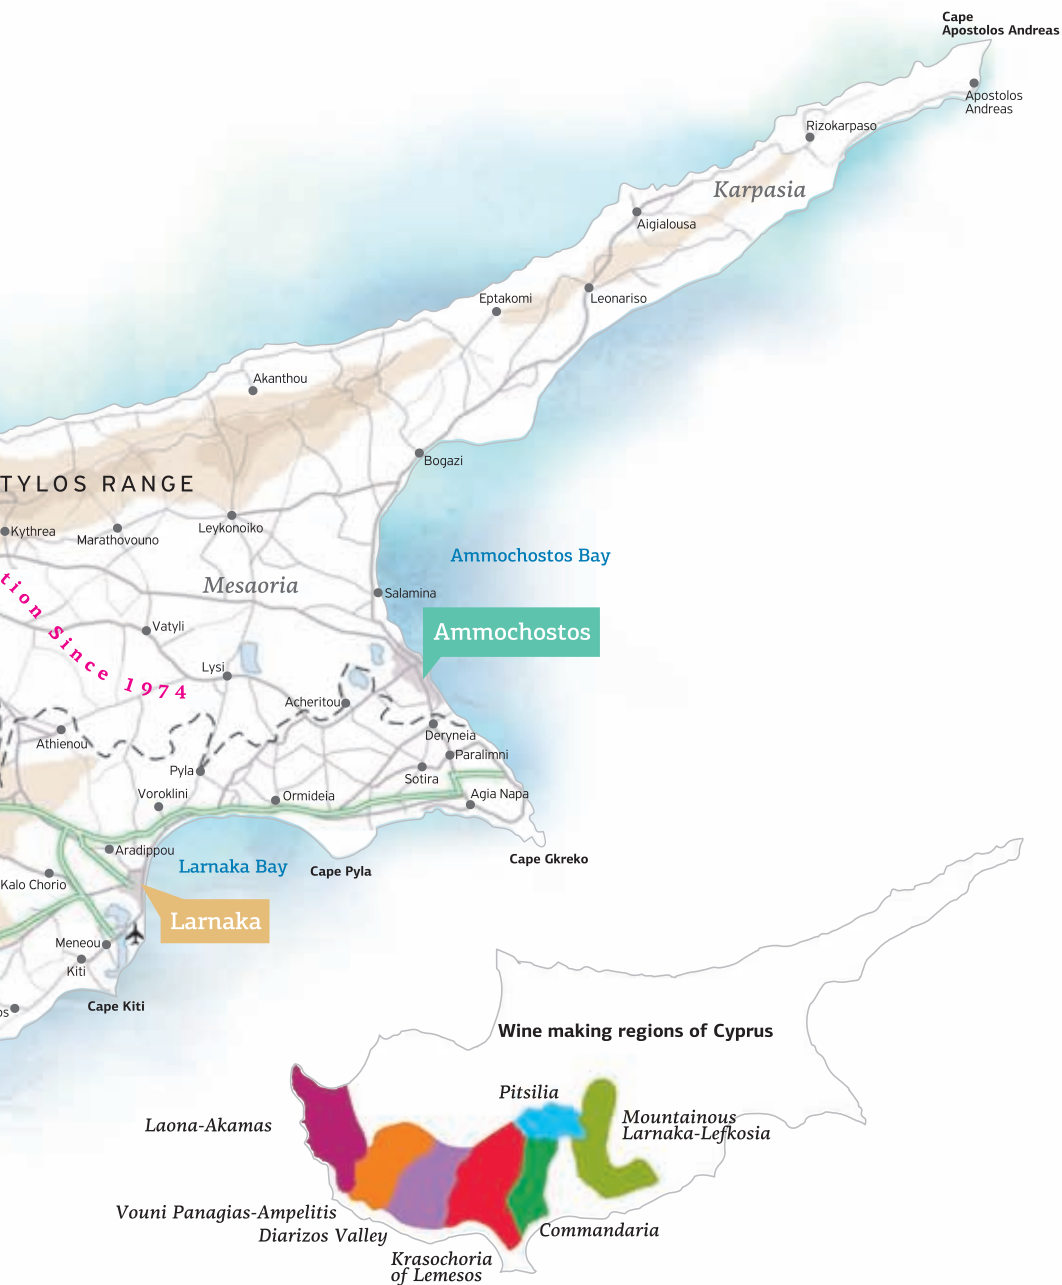 Cape
Apostolos Andreas
Apostolos
Andreas
Rizokarpaso
Karpasia
Aigialousa
Eptakomi
Leonariso
Akanthou
Bogazi
TYLOS RANGE
Kythrea
Marathovouno
Leykonoiko
Ammochostos Bay
Mesaoria
Salamina
tion Since 1974
Ammochostos
Vatyli
Lysi
Acheritou
Athienou
Deryneia
Paralimni
Pyla
Sotira
Voroklini
Ormideia
Agia Napa
Aradippou
Larnaka Bay
Cape Pyla
Cape Gkreko
Kalo Chorio
Larnaka
Meneou
Kiti
os
Cape Kiti
Wine making regions of Cyprus
Pitsilia
Laona-Akamas
Mountainous
Larnaka-Lefkosia
Vouni Panagias-Ampelitis
Diarizos Valley
Commandaria
Krasochoria
of Lemesos